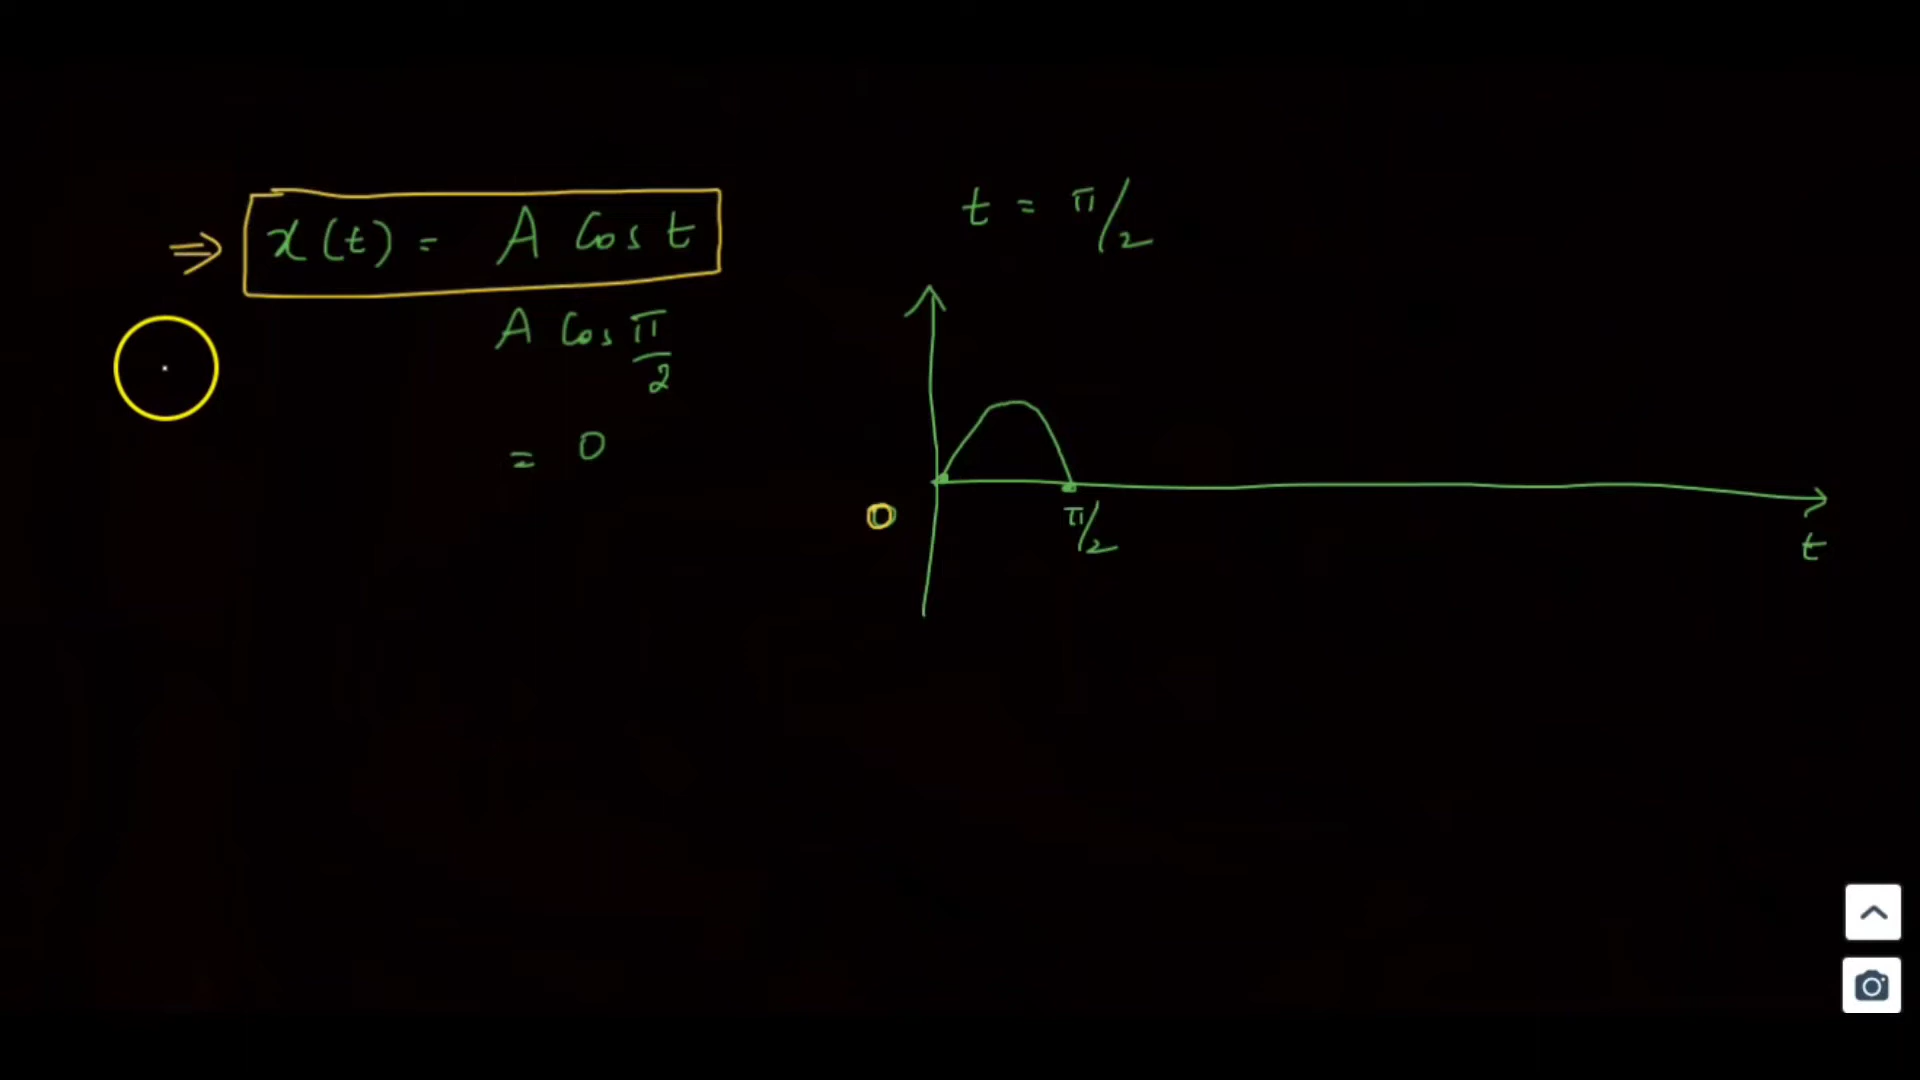 ⇒ x(t) = A Cos t
t = π/2
A Cos π/2
= 0
0
π/2
t